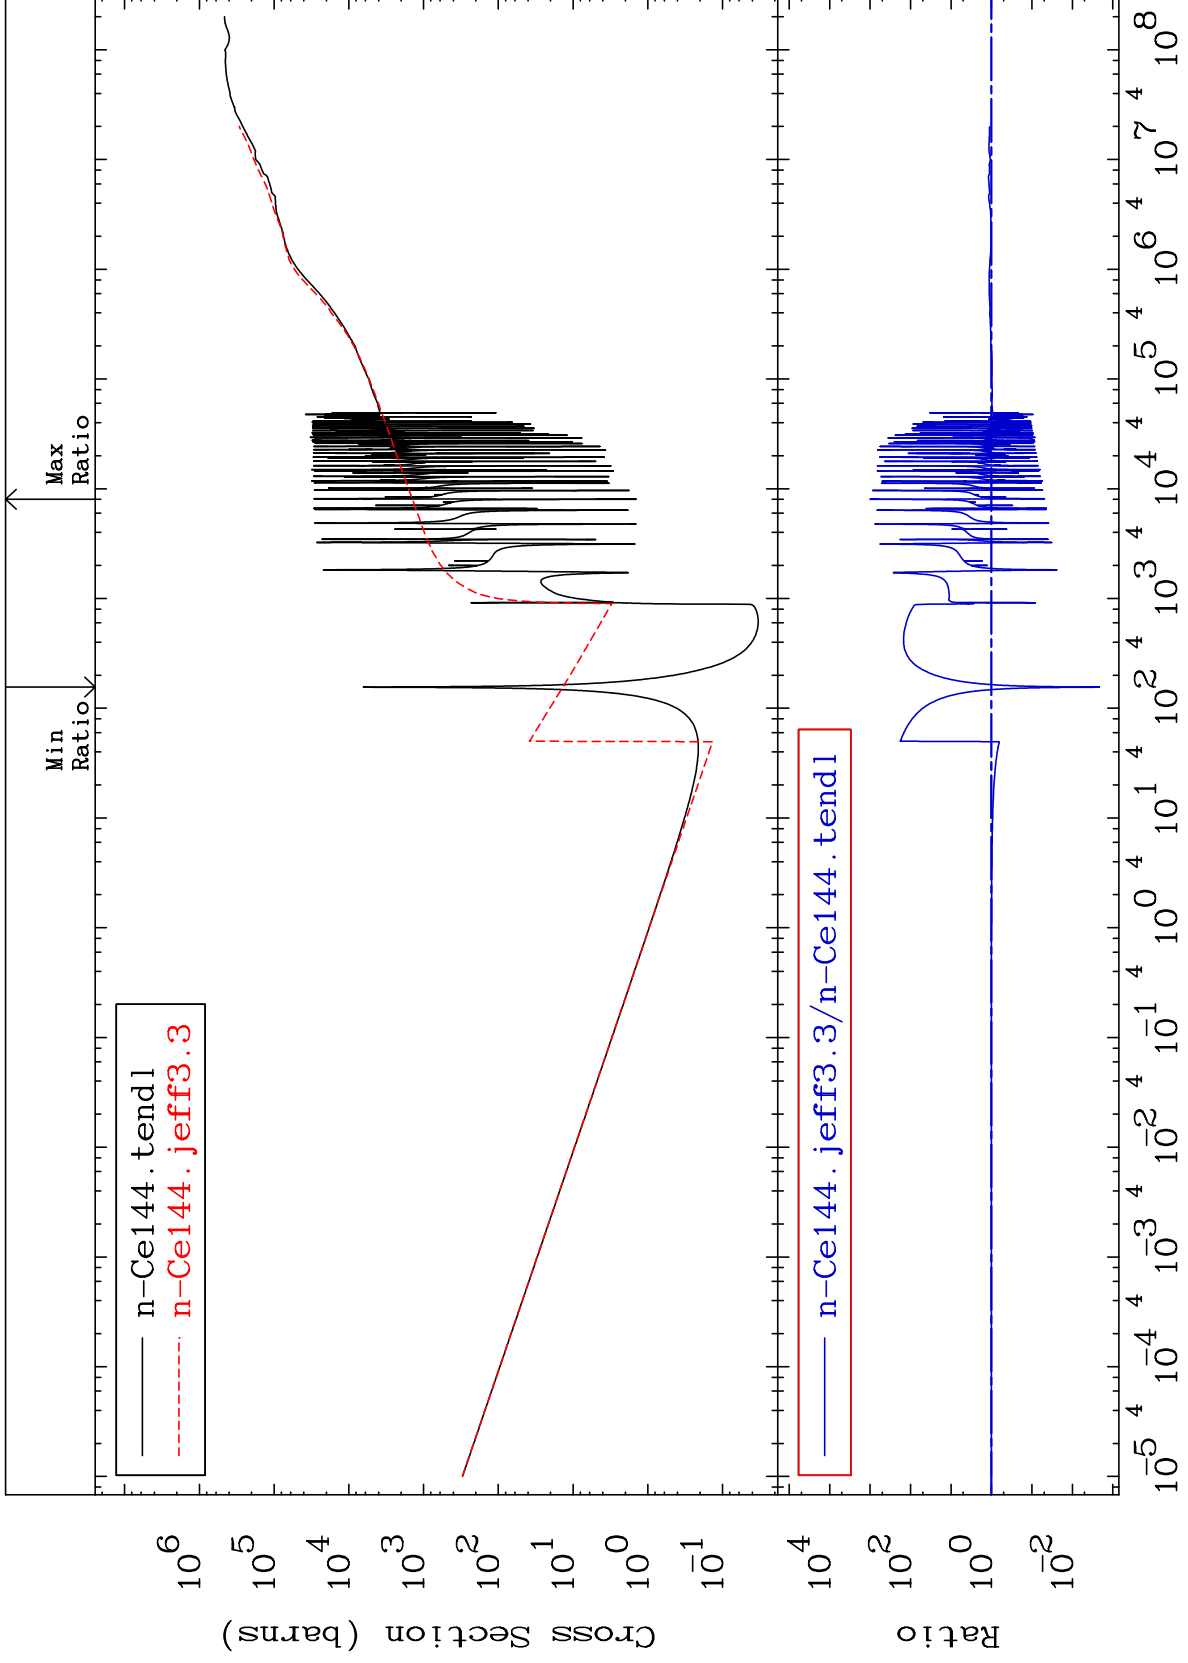 Min
Ratio
Max
Ratio
n-Ce144.tendl
n-Ce144.jeff3.3
10^6
10^5
10^4
10^3
10^2
10^1
10^0
10^-1
Cross Section (barns)
n-Ce144.jeff3.3/n-Ce144.tendl
10^4
10^2
10^0
10^-2
Ratio
10^-5 4 10^-4 4 10^-3 4 10^-2 4 10^-1 4 10^0 4 10^1 4 10^2 4 10^3 4 10^4 4 10^5 4 10^6 4 10^7 4 10^8